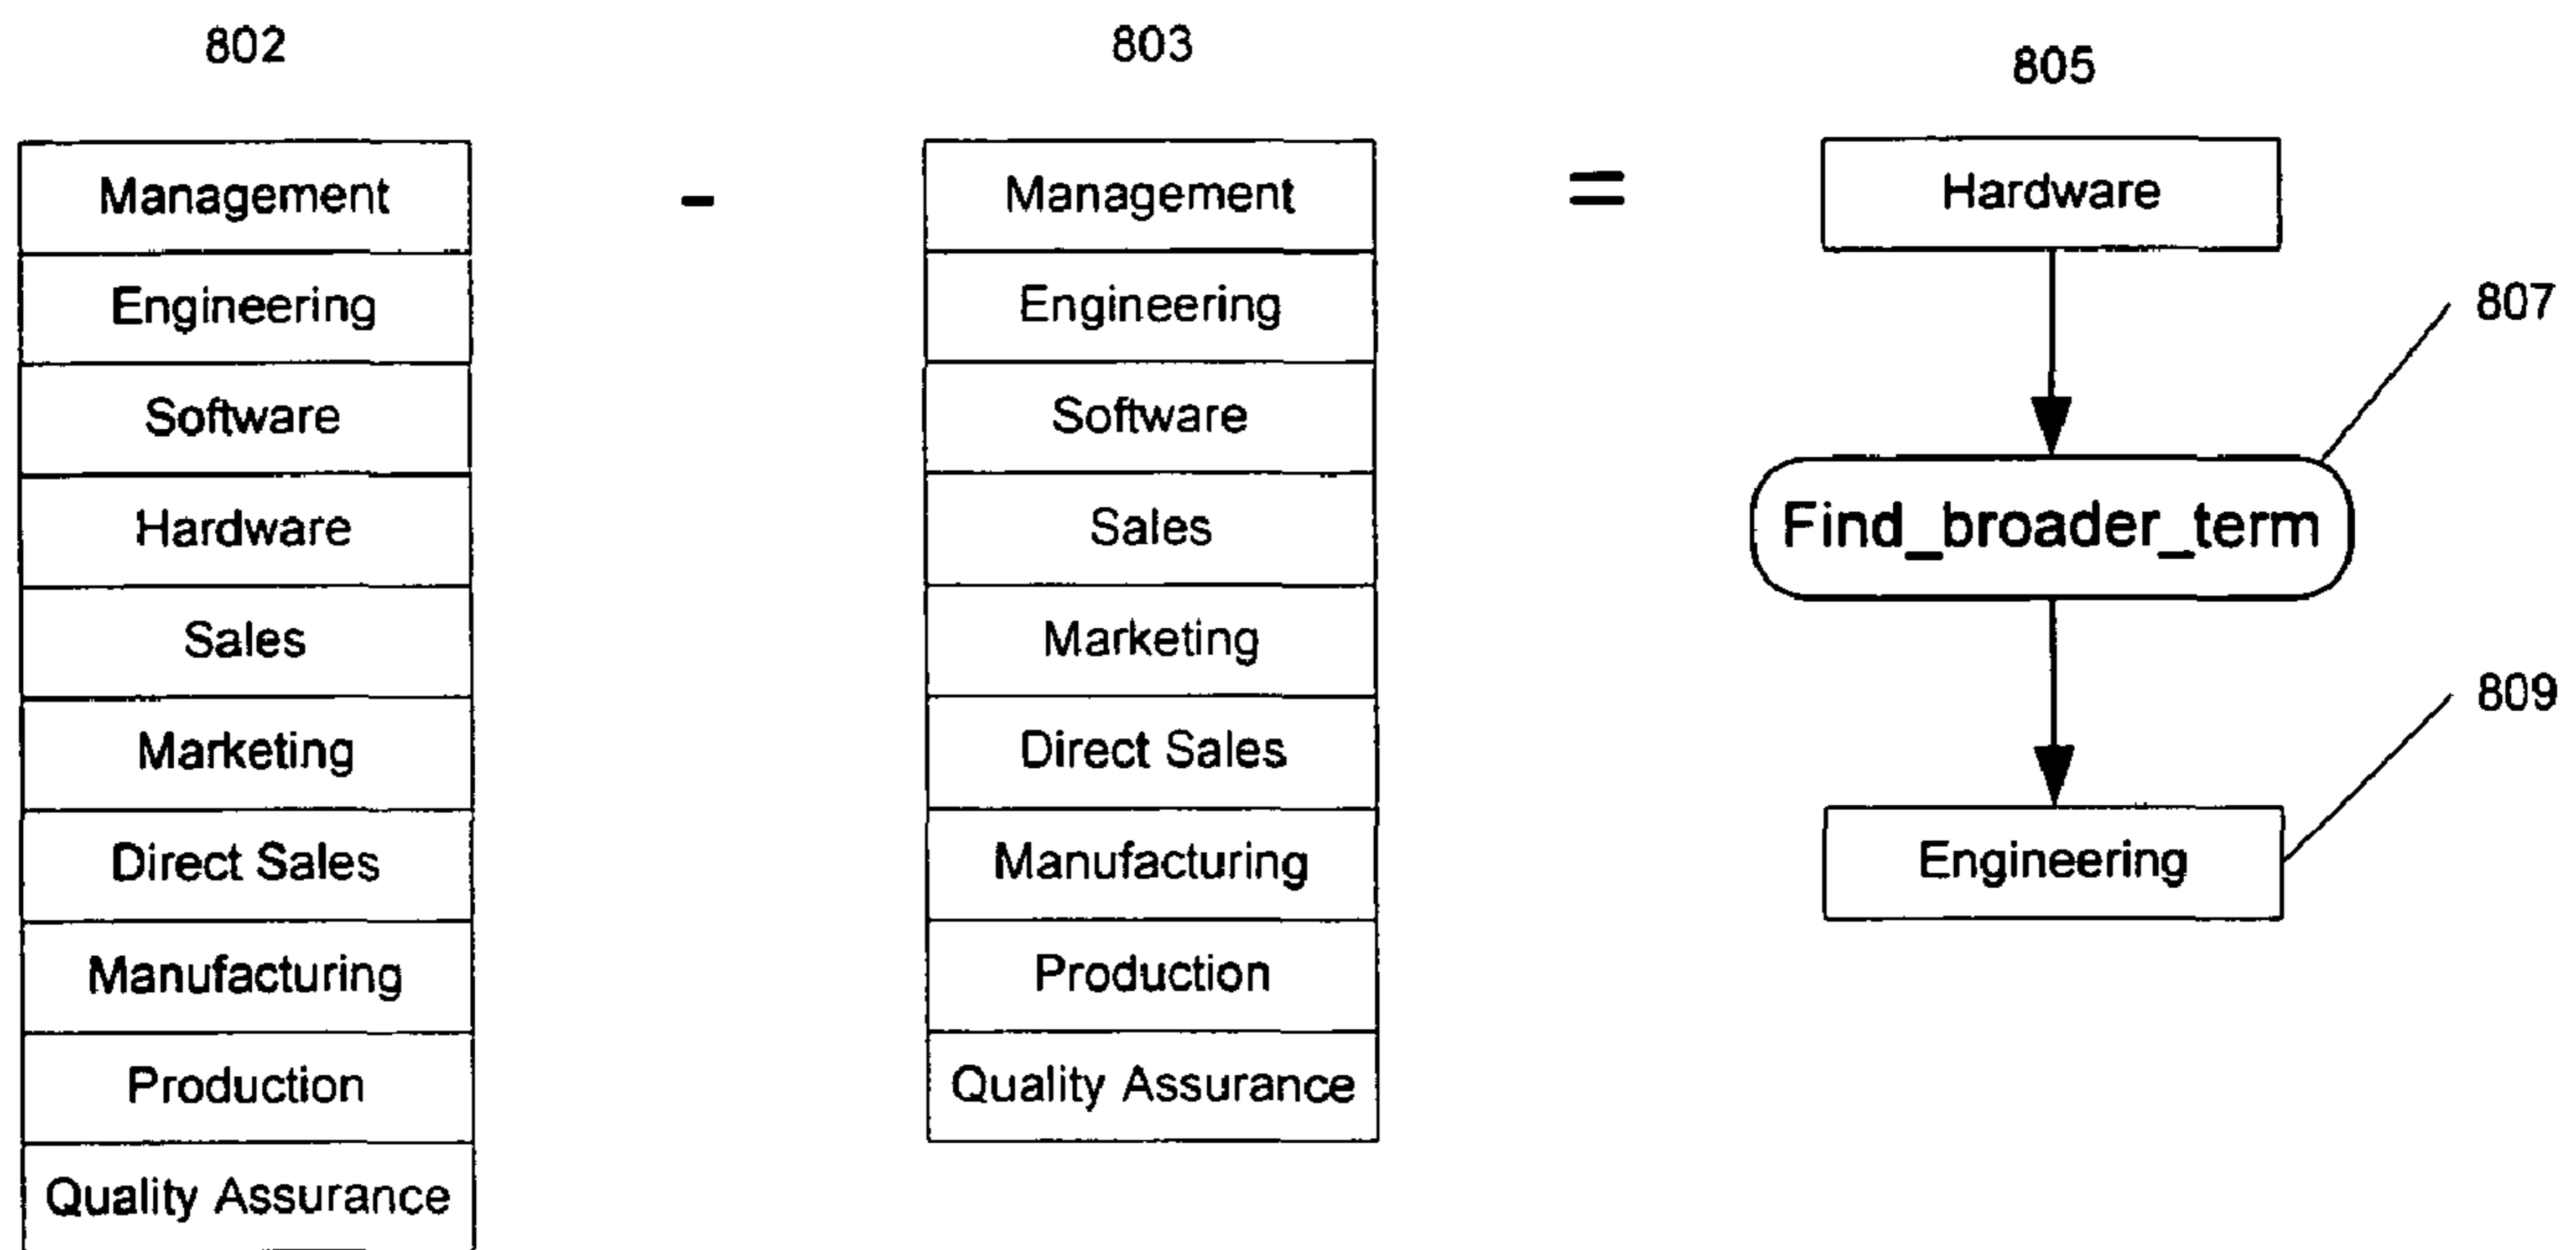 802
Management
Engineering
Software
Hardware
Sales
Marketing
Direct Sales
Manufacturing
Production
Quality Assurance
-
803
Management
Engineering
Software
Sales
Marketing
Direct Sales
Manufacturing
Production
Quality Assurance
=
805
Hardware
807
Find_broader_term
809
Engineering